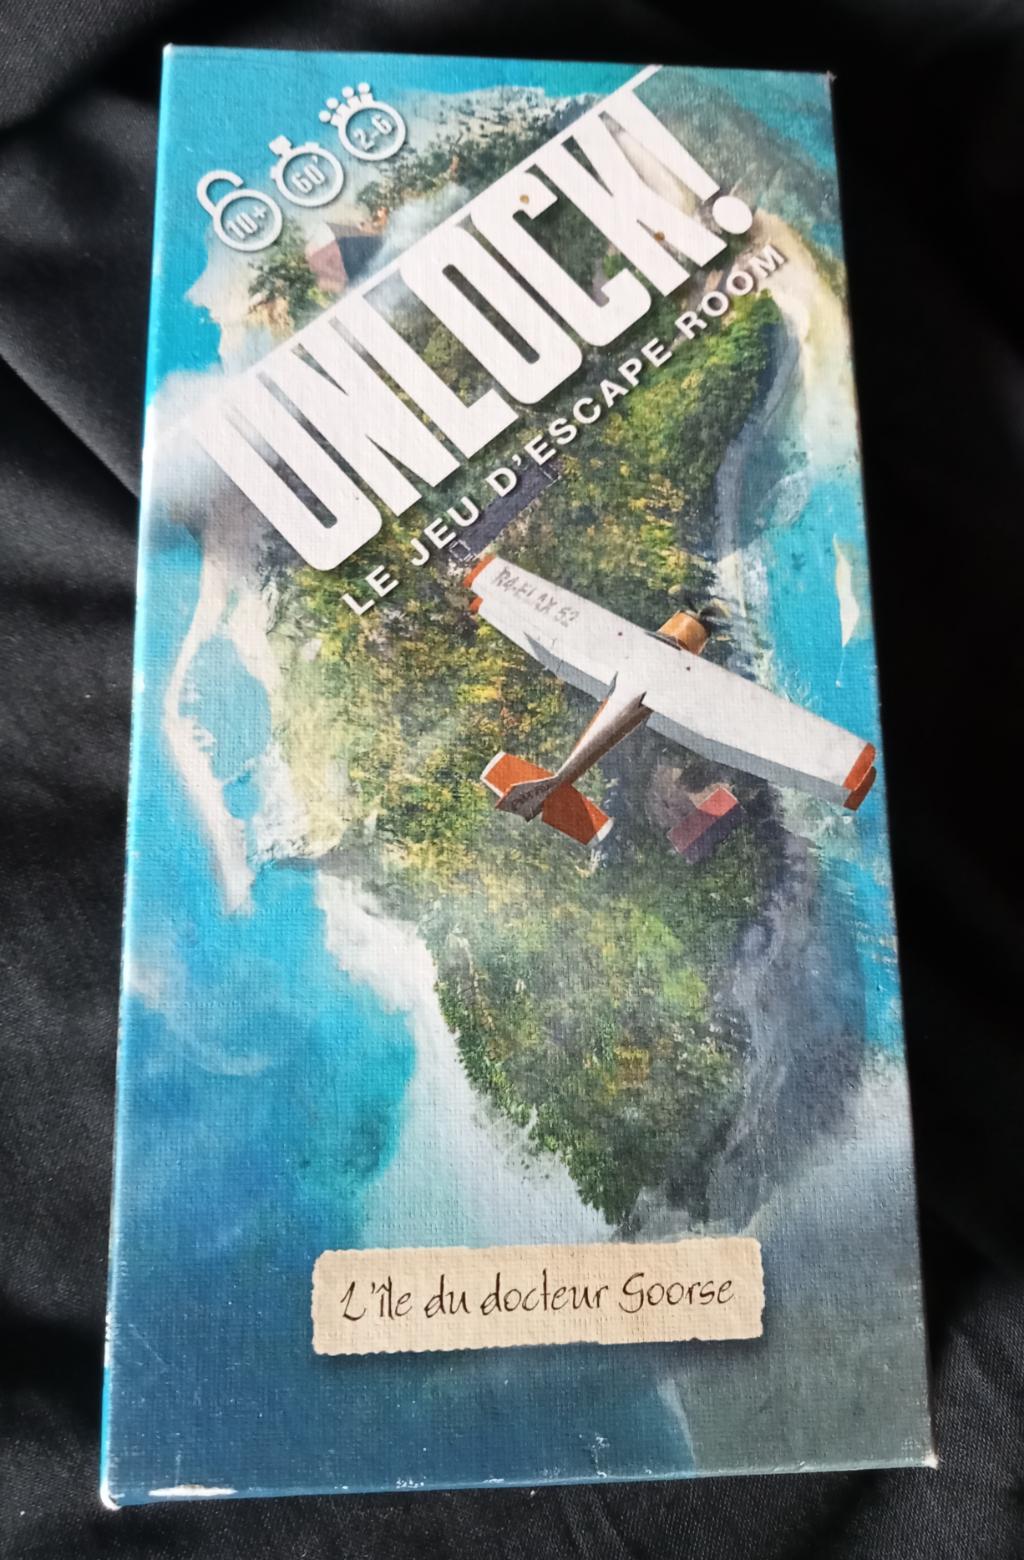 10+
60'
2-6
UNLOCK!
LE JEU D'ESCAPE ROOM
L'île du docteur Goorse